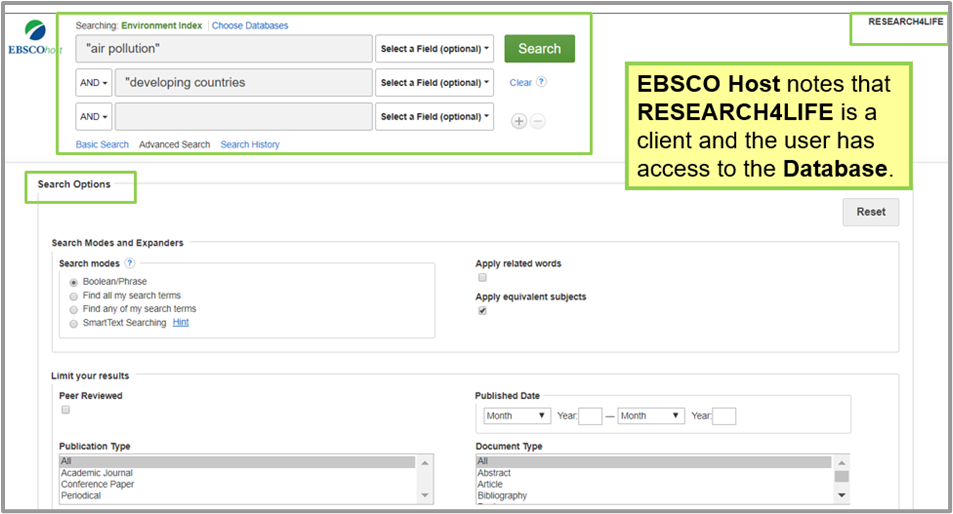 Searching: Environment Index | Choose Databases
RESEARCH4LIFE
EBSCOhost
"air pollution"
Select a Field (optional)
Search
AND
"developing countries
Select a Field (optional)
Clear ?
AND
Select a Field (optional)
Basic Search Advanced Search Search History
EBSCO Host notes that
RESEARCH4LIFE is a
client and the user has
access to the Database.
Search Options
Reset
Search Modes and Expanders
Search modes ?
Boolean/Phrase
Find all my search terms
Find any of my search terms
SmartText Searching Hint
Apply related words
Apply equivalent subjects
Limit your results
Peer Reviewed
Published Date
Month Year: — Month Year:
Publication Type
All
Academic Journal
Conference Paper
Periodical
Document Type
All
Abstract
Article
Bibliography